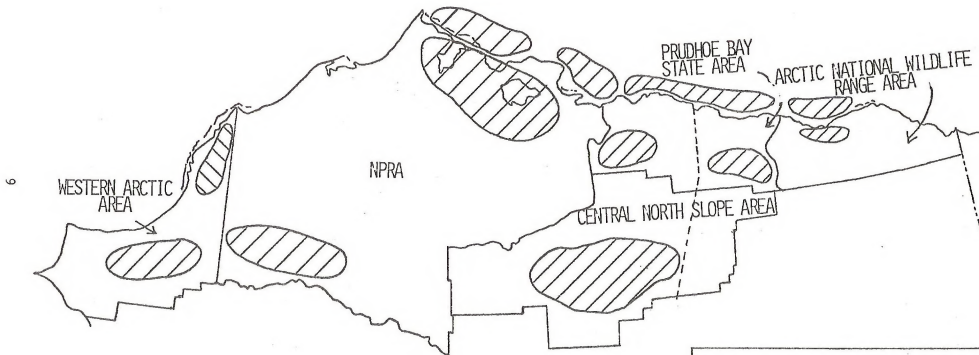 PRUDHOE BAY
STATE AREA
ARCTIC NATIONAL WILDLIFE
RANGE AREA
6
WESTERN ARCTIC
AREA
NPRA
CENTRAL NORTH SLOPE AREA